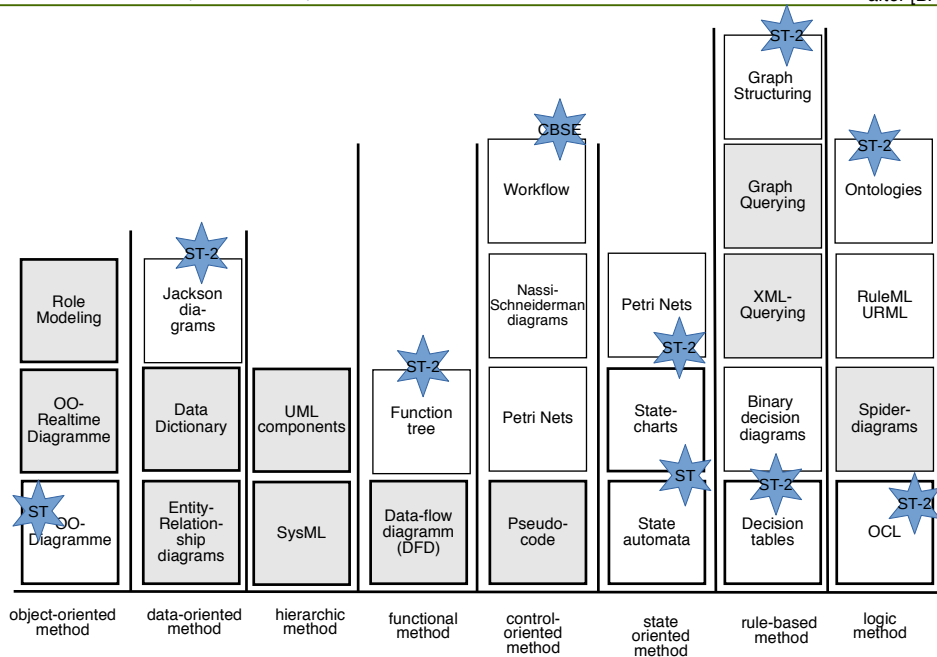 after
Role
Modeling
OO-
Realtime
Diagramme
ST
OO-
Diagramme
object-oriented
method
ST-2
Jackson
dia-
grams
Data
Dictionary
Entity-
Relation-
ship
diagrams
data-oriented
method
UML
components
SysML
hierarchic
method
ST-2
Function
tree
Data-flow
diagramm
(DFD)
functional
method
CBSE
Workflow
Nassi-
Schneiderman
diagrams
Petri Nets
Pseudo-
code
control-
oriented
method
Petri Nets
ST-2
State-
charts
ST
State
automata
state
oriented
method
ST-2
Graph
Structuring
Graph
Querying
XML-
Querying
Binary
decision
diagrams
ST-2
Decision
tables
rule-based
method
ST-2
Ontologies
RuleML
URML
Spider-
diagrams
ST-2
OCL
logic
method